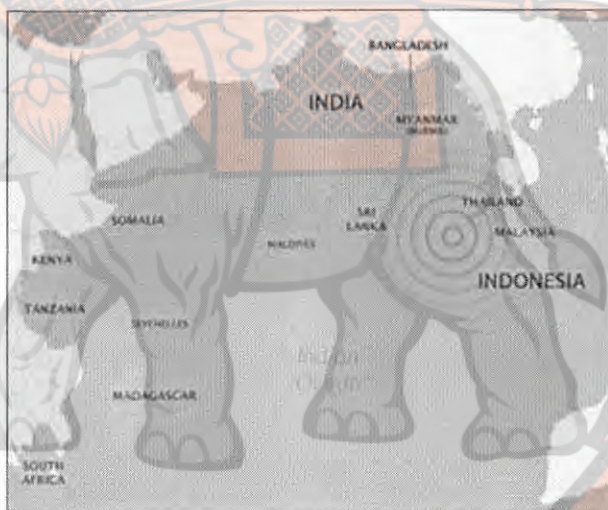 BANGLADESH
INDIA
MYANMAR
(BURMA)
SOMALIA
SRI
LANKA
THAILAND
MALDIVES
MALAYSIA
KENYA
INDONESIA
TANZANIA
SEYCHELLES
Indian
Ocean
MADAGASCAR
SOUTH
AFRICA